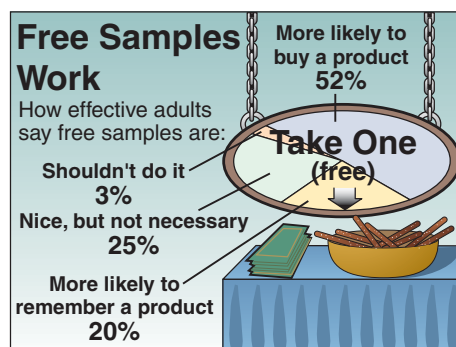 Free Samples
Work
How effective adults
say free samples are:
More likely to
buy a product
52%
Take One
(free)
Shouldn't do it
3%
Nice, but not necessary
25%
More likely to
remember a product
20%